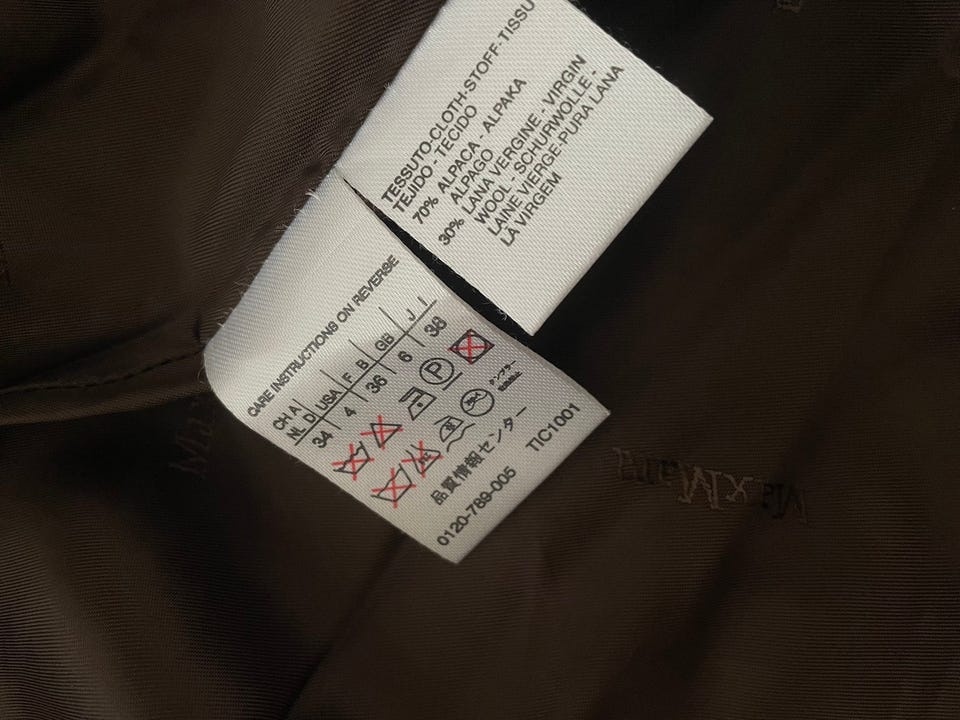 TESSUTO-CLOTH-STOFF-TISSU
TEJIDO - TECIDO
70% ALPACA - ALPAKA
ALPAGO
30% LANA VERGINE - VIRGIN
WOOL - SCHURWOLLE -
LAINE VIERGE-PURA LANA
LA VIRGEM
CARE INSTRUCTIONS ON REVERSE
CH A
NL D USA F B GB J I
34 4 36 6 38
P
品質情報センター
0120-789-005 TIC1001
MaxMara